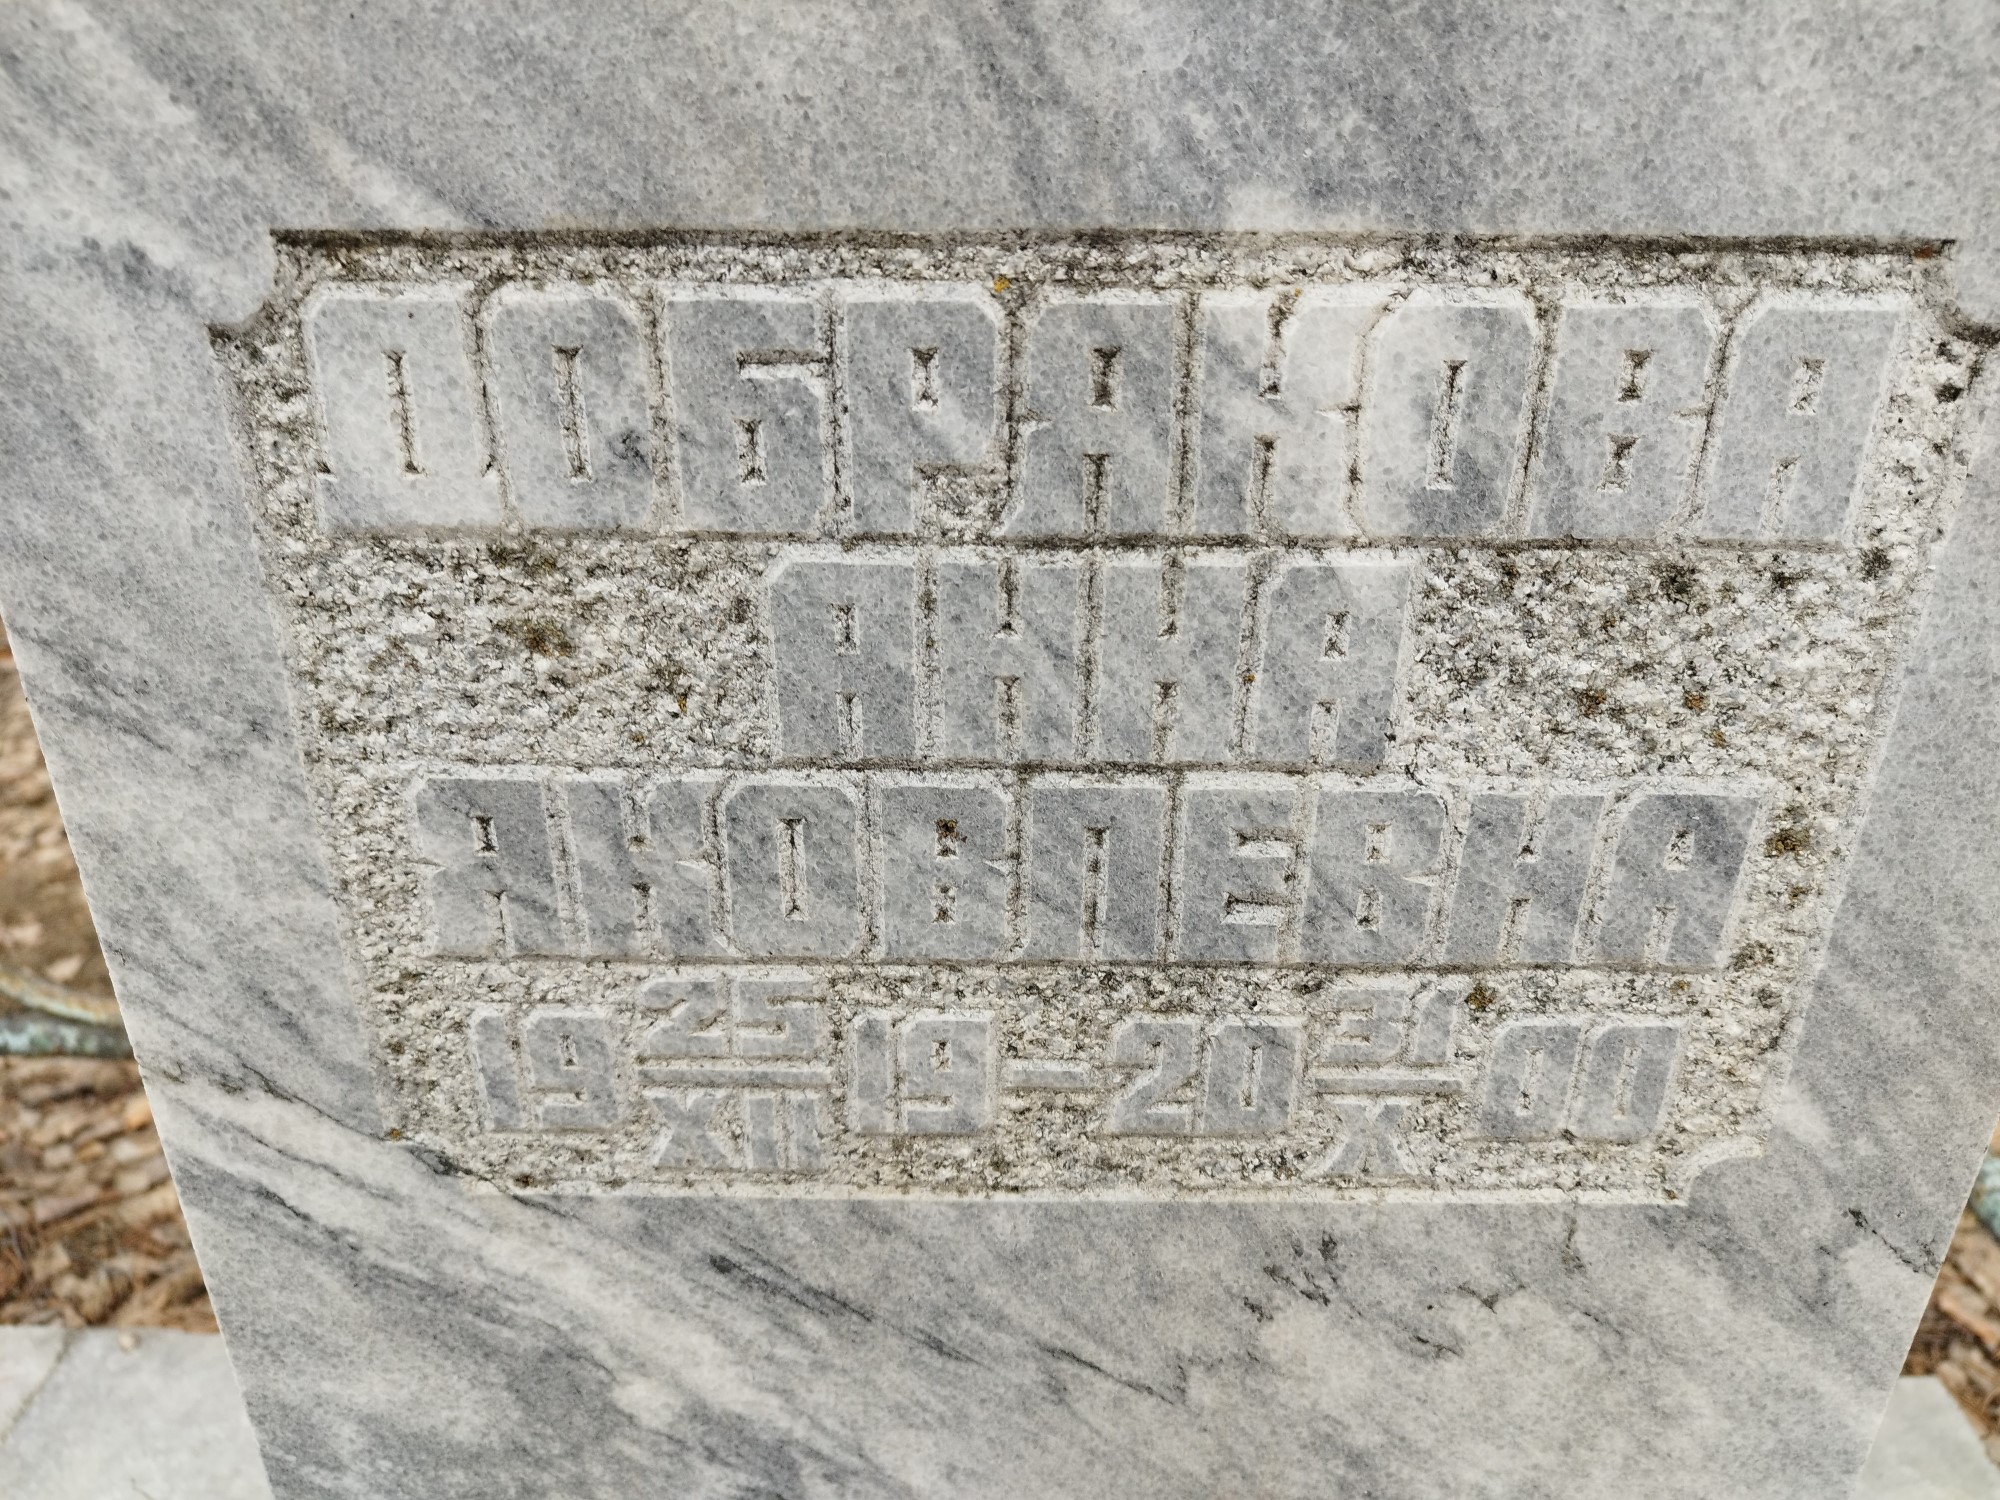 ДОБРЯКОВА
АННА
ЯКОВЛЕВНА
19 25/XII 19 - 20 31/X 00